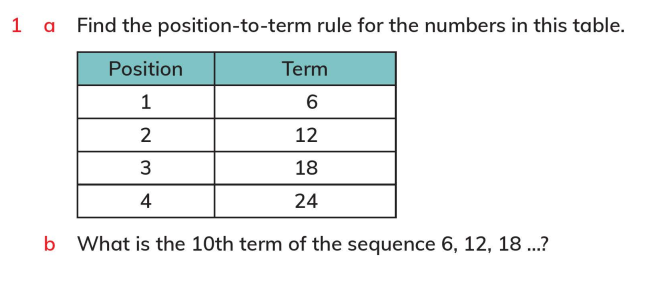 1 a Find the position-to-term rule for the numbers in this table.
Position Term
1 6
2 12
3 18
4 24
b What is the 10th term of the sequence 6, 12, 18 ...?